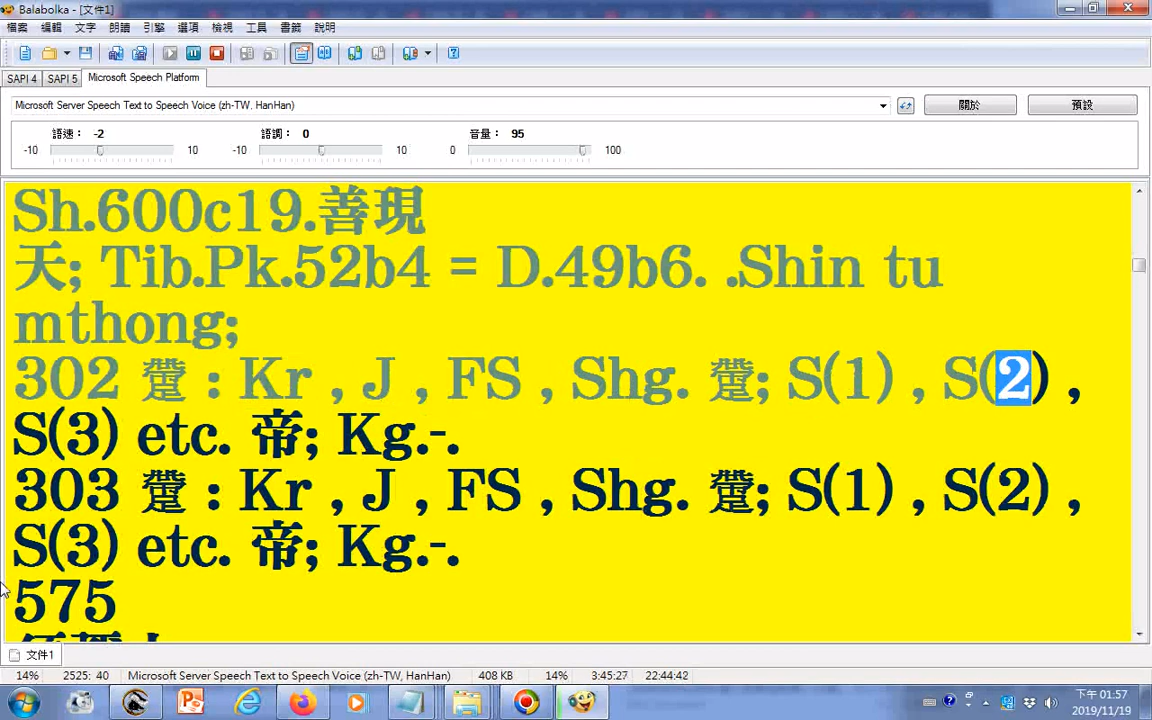 Balabolka - [文件1]
檔案 編輯 文字 朗讀 引擎 選項 檢視 工具 書籤 說明
SAPI 4 SAPI 5 Microsoft Speech Platform
Microsoft Server Speech Text to Speech Voice (zh-TW, HanHan) 關於 預設
語速： -2 語調： 0 音量： 95
-10 10 -10 10 0 100
Sh.600c19.善現
天; Tib.Pk.52b4 = D.49b6. .Shin tu
mthong;
302 躉 : Kr , J , FS , Shg. 躉; S(1) , S(2) ,
S(3) etc. 帝; Kg.-.
303 躉 : Kr , J , FS , Shg. 躉; S(1) , S(2) ,
S(3) etc. 帝; Kg.-.
575
文件1
14% 2525: 40 Microsoft Server Speech Text to Speech Voice (zh-TW, HanHan) 408 KB 14% 3:45:27 22:44:42
下午 01:57
2019/11/19